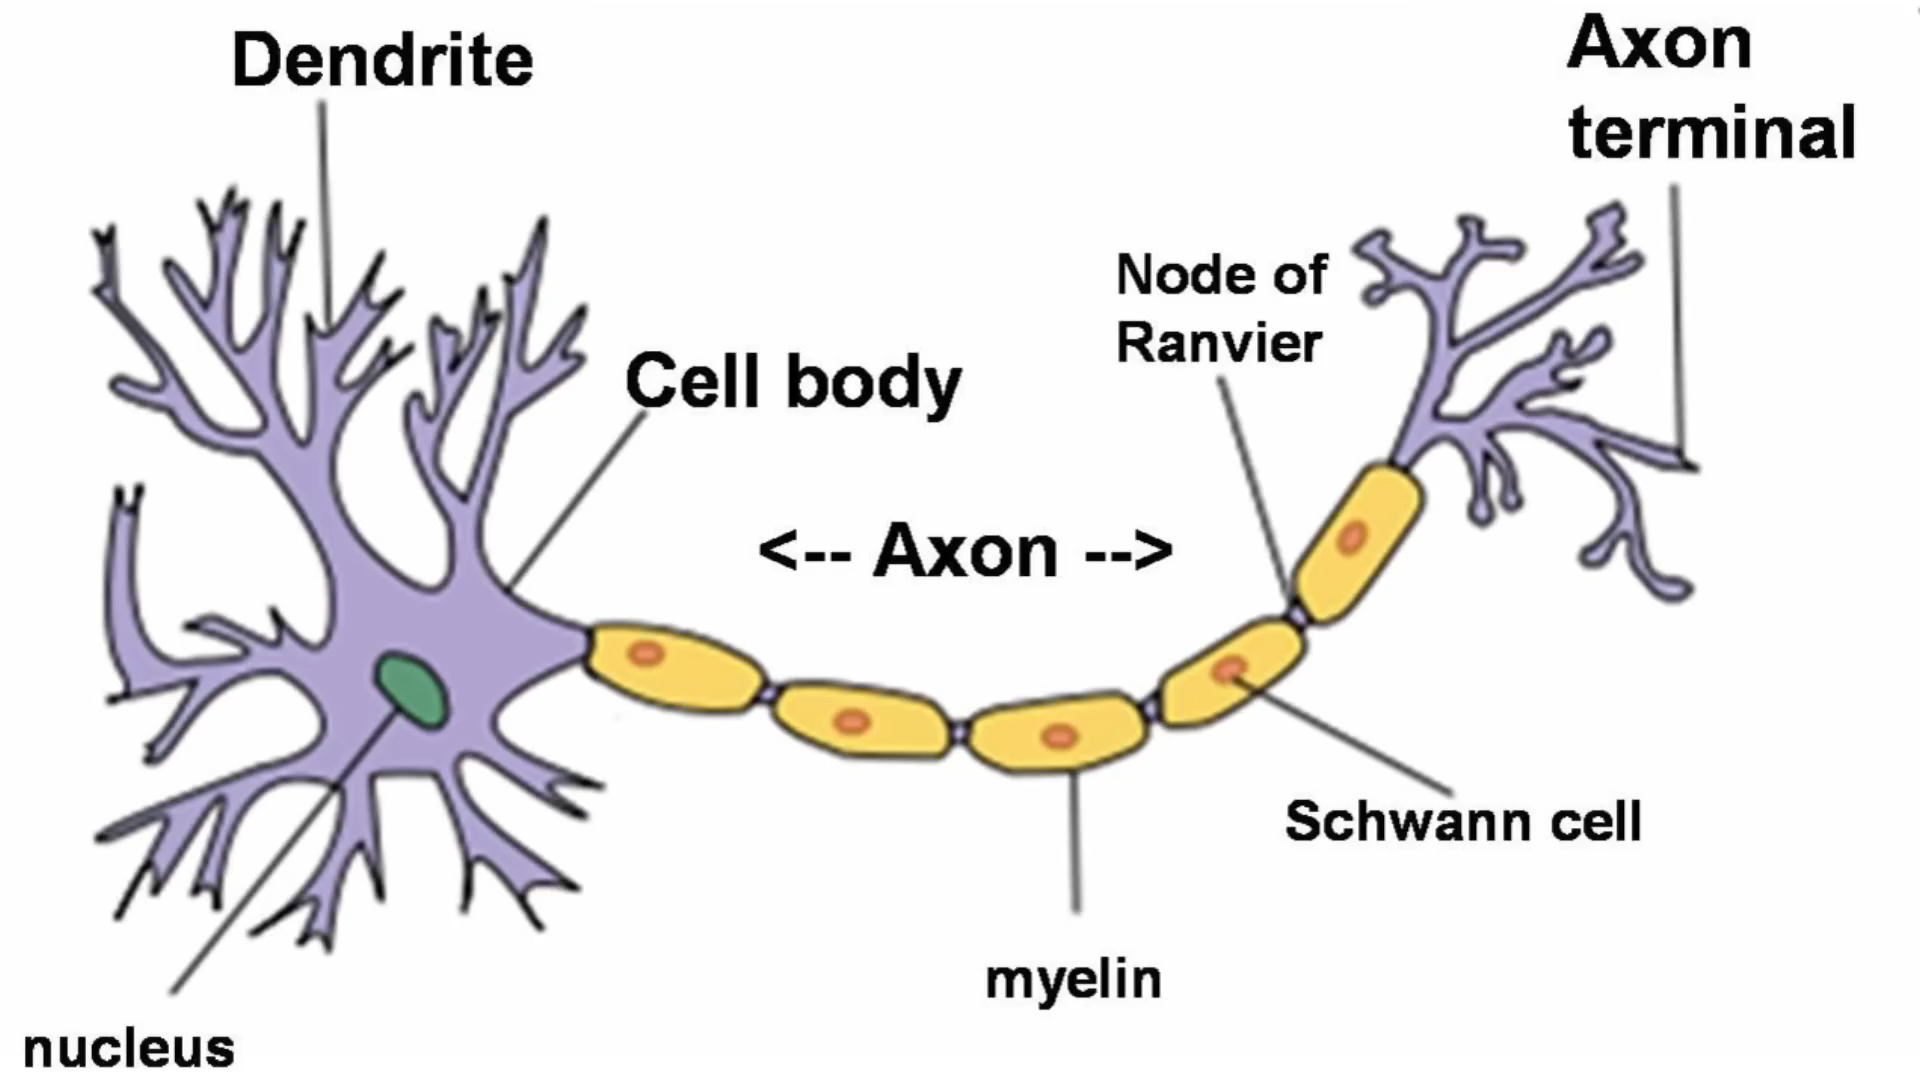 Dendrite
Axon
terminal
Node of
Ranvier
Cell body
<-- Axon -->
Schwann cell
myelin
nucleus